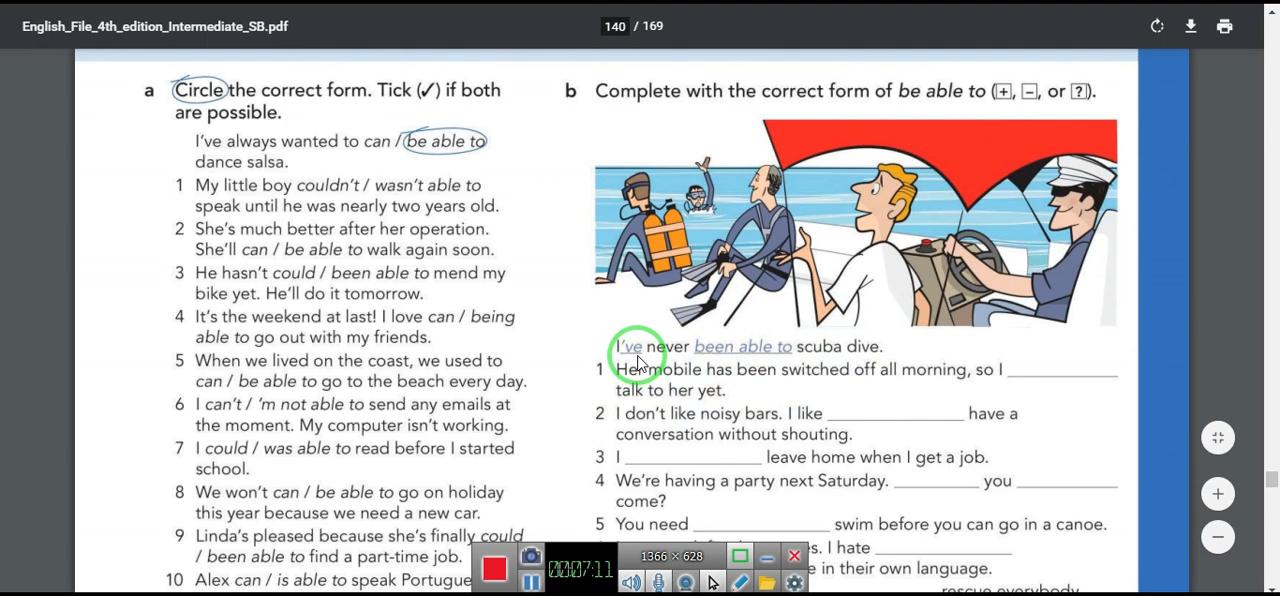 English_File_4th_edition_Intermediate_SB.pdf
140 / 169
a Circle the correct form. Tick (✓) if both
are possible.
I've always wanted to can / be able to
dance salsa.
1 My little boy couldn't / wasn't able to
speak until he was nearly two years old.
2 She's much better after her operation.
She'll can / be able to walk again soon.
3 He hasn't could / been able to mend my
bike yet. He'll do it tomorrow.
4 It's the weekend at last! I love can / being
able to go out with my friends.
5 When we lived on the coast, we used to
can / be able to go to the beach every day.
6 I can't / 'm not able to send any emails at
the moment. My computer isn't working.
7 I could / was able to read before I started
school.
8 We won't can / be able to go on holiday
this year because we need a new car.
9 Linda's pleased because she's finally could
/ been able to find a part-time job.
10 Alex can / is able to speak Portugue
b Complete with the correct form of be able to (+, −, or ?).
I've never been able to scuba dive.
1 Her mobile has been switched off all morning, so I ____________
talk to her yet.
2 I don't like noisy bars. I like ____________ have a
conversation without shouting.
3 I ____________ leave home when I get a job.
4 We're having a party next Saturday. ____________ you ____________
come?
5 You need ____________ swim before you can go in a canoe.
s. I hate ____________
e in their own language.
rescue everybody
00:07:11
1366 × 628